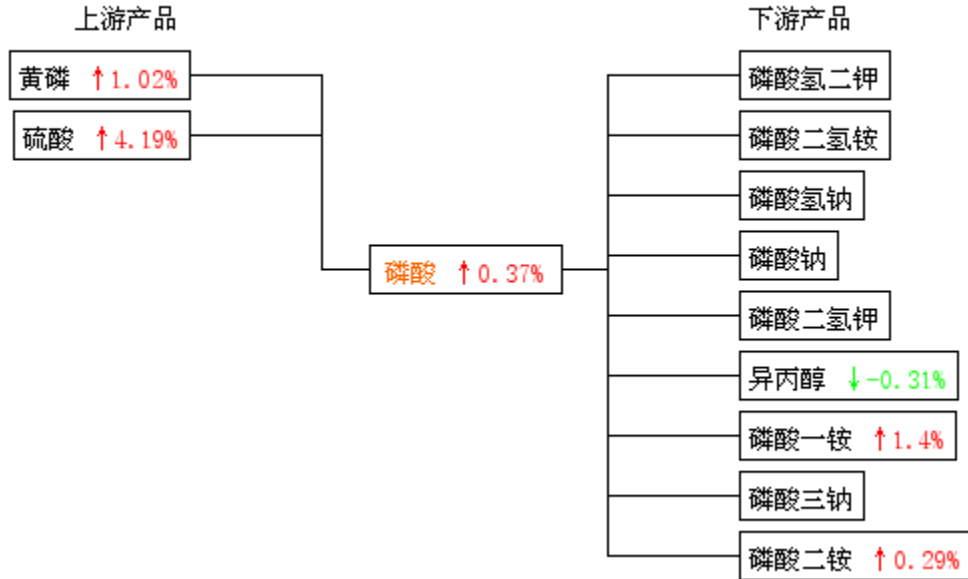 上游产品
下游产品
黄磷 ↑1.02%
硫酸 ↑4.19%
磷酸 ↑0.37%
磷酸氢二钾
磷酸二氢铵
磷酸氢钠
磷酸钠
磷酸二氢钾
异丙醇 ↓-0.31%
磷酸一铵 ↑1.4%
磷酸三钠
磷酸二铵 ↑0.29%